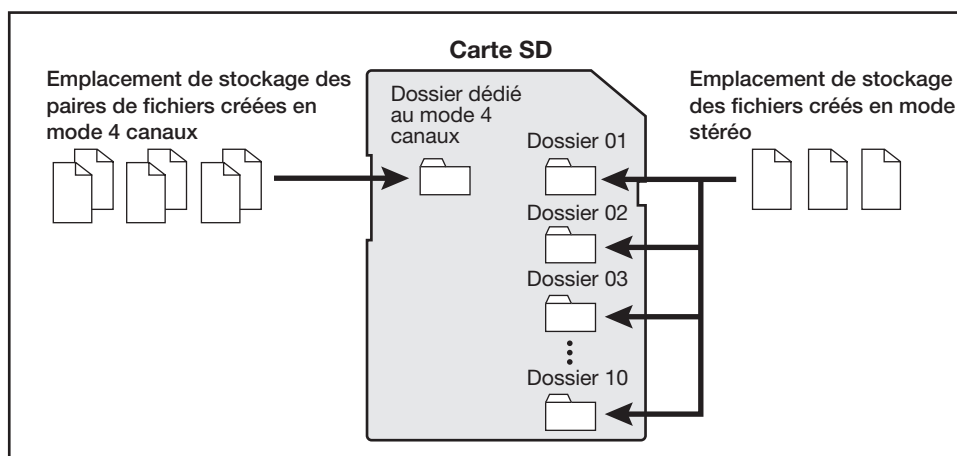 Carte SD
Emplacement de stockage des
paires de fichiers créées en
mode 4 canaux
Dossier dédié
au mode 4
canaux
Dossier 01
Dossier 02
Dossier 03
Dossier 10
Emplacement de stockage
des fichiers créés en mode
stéréo